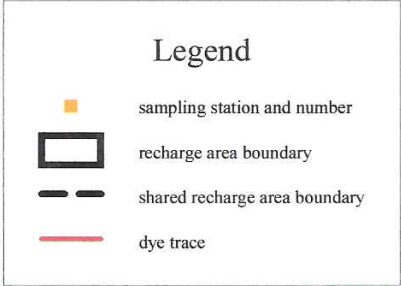 Legend
sampling station and number
recharge area boundary
shared recharge area boundary
dye trace